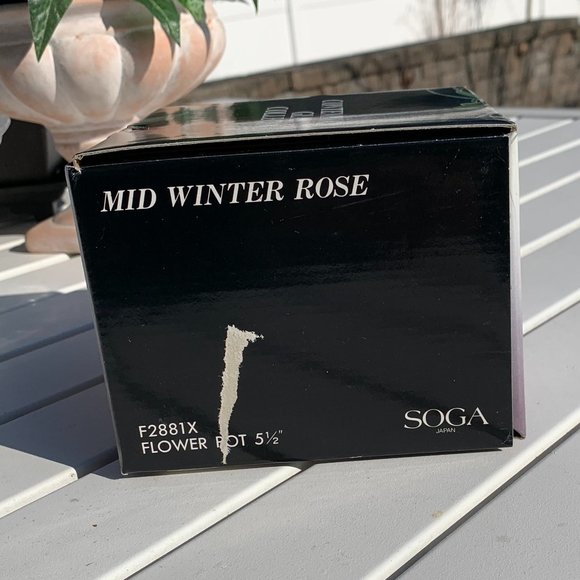 MID WINTER ROSE
F2881X
FLOWER POT 5½"
SOGA
JAPAN